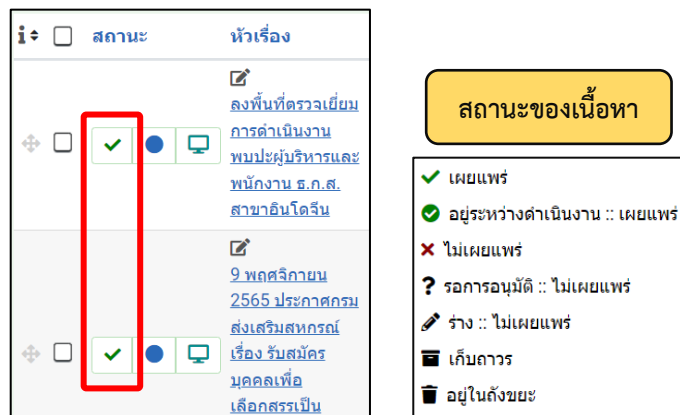 สถานะ
หัวเรื่อง
ลงพื้นที่ตรวจเยี่ยม
การดำเนินงาน
พบปะผู้บริหารและ
พนักงาน ธ.ก.ส.
สาขาอินโดจีน
9 พฤศจิกายน
2565 ประกาศกรม
ส่งเสริมสหกรณ์
เรื่อง รับสมัคร
บุคคลเพื่อ
เลือกสรรเป็น
สถานะของเนื้อหา
เผยแพร่
อยู่ระหว่างดำเนินงาน :: เผยแพร่
ไม่เผยแพร่
รอการอนุมัติ :: ไม่เผยแพร่
ร่าง :: ไม่เผยแพร่
เก็บถาวร
อยู่ในถังขยะ